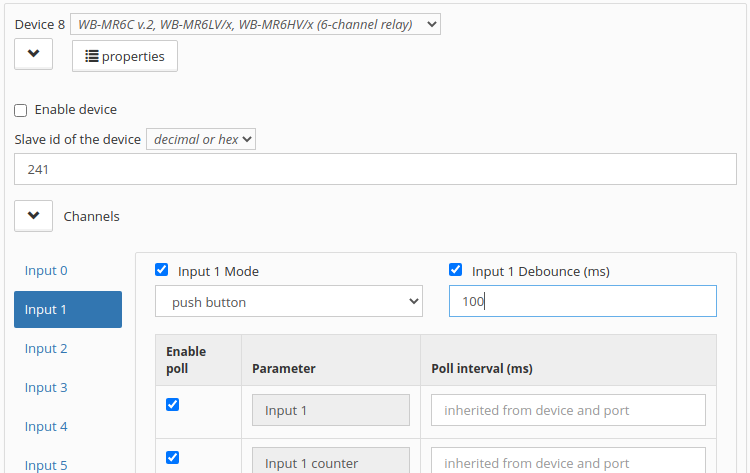 Device 8 WB-MR6C v.2, WB-MR6LV/x, WB-MR6HV/x (6-channel relay)
properties
Enable device
Slave id of the device decimal or hex
241
Channels
Input 0
Input 1
Input 2
Input 3
Input 4
Input 5
Input 1 Mode
Input 1 Debounce (ms)
push button
100
Enable poll
Parameter
Poll interval (ms)
Input 1
inherited from device and port
Input 1 counter
inherited from device and port